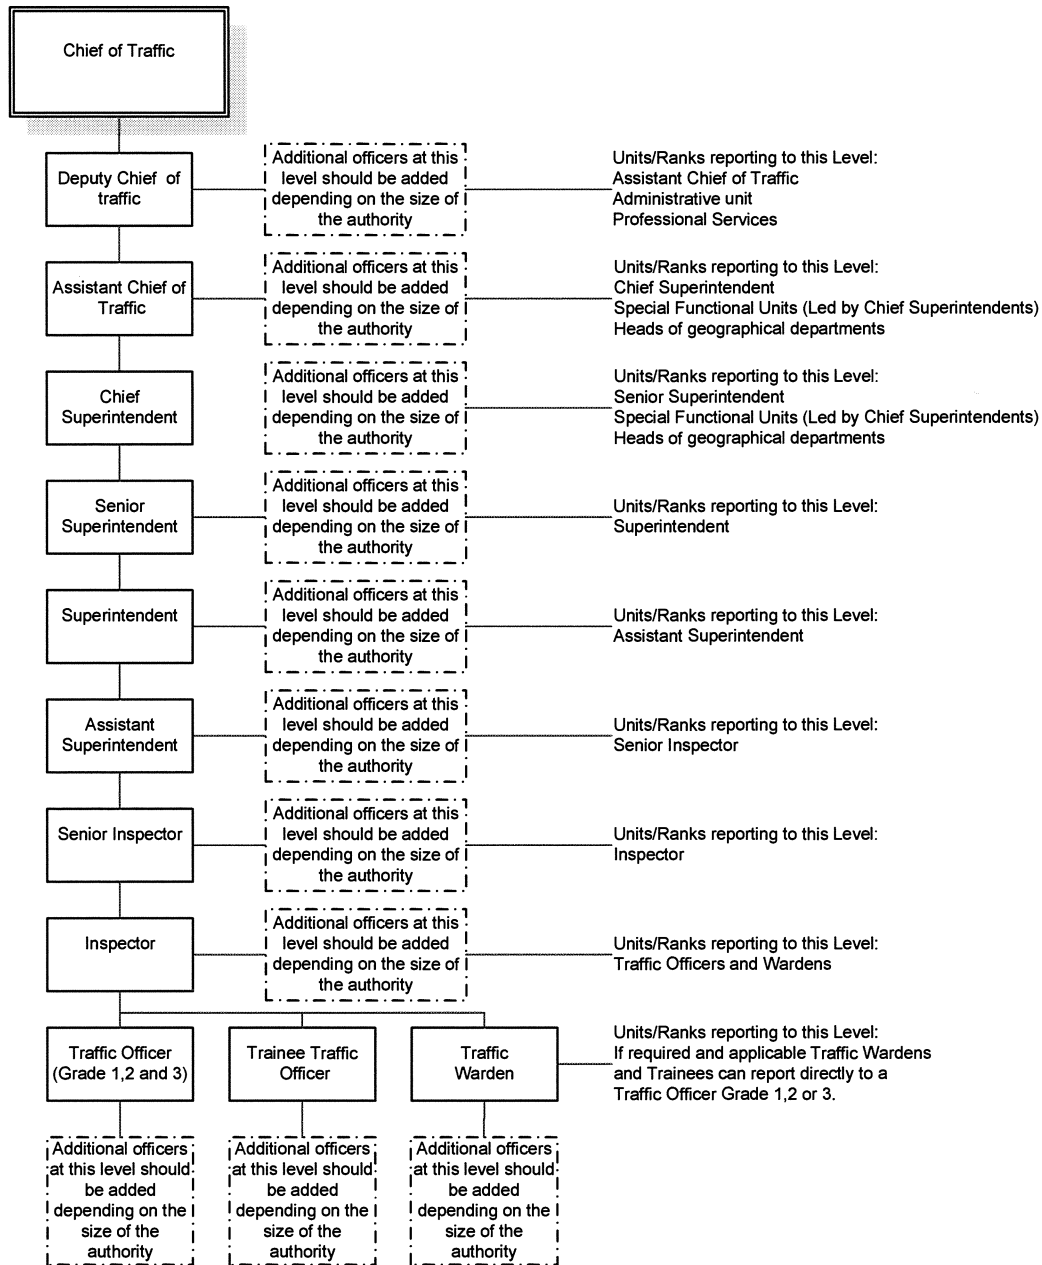 Chief of Traffic
Deputy Chief of
traffic
Additional officers at this
level should be added
depending on the size of
the authority
Units/Ranks reporting to this Level:
Assistant Chief of Traffic
Administrative unit
Professional Services
Assistant Chief of
Traffic
Additional officers at this
level should be added
depending on the size of
the authority
Units/Ranks reporting to this Level:
Chief Superintendent
Special Functional Units (Led by Chief Superintendents)
Heads of geographical departments
Chief
Superintendent
Additional officers at this
level should be added
depending on the size of
the authority
Units/Ranks reporting to this Level:
Senior Superintendent
Special Functional Units (Led by Chief Superintendents)
Heads of geographical departments
Senior
Superintendent
Additional officers at this
level should be added
depending on the size of
the authority
Units/Ranks reporting to this Level:
Superintendent
Superintendent
Additional officers at this
level should be added
depending on the size of
the authority
Units/Ranks reporting to this Level:
Assistant Superintendent
Assistant
Superintendent
Additional officers at this
level should be added
depending on the size of
the authority
Units/Ranks reporting to this Level:
Senior Inspector
Senior Inspector
Additional officers at this
level should be added
depending on the size of
the authority
Units/Ranks reporting to this Level:
Inspector
Inspector
Additional officers at this
level should be added
depending on the size of
the authority
Units/Ranks reporting to this Level:
Traffic Officers and Wardens
Traffic Officer
(Grade 1,2 and 3)
Trainee Traffic
Officer
Traffic
Warden
Units/Ranks reporting to this Level:
If required and applicable Traffic Wardens
and Trainees can report directly to a
Traffic Officer Grade 1,2 or 3.
Additional officers
at this level should
be added
depending on the
size of the
authority
Additional officers
at this level should
be added
depending on the
size of the
authority
Additional officers
at this level should
be added
depending on the
size of the
authority